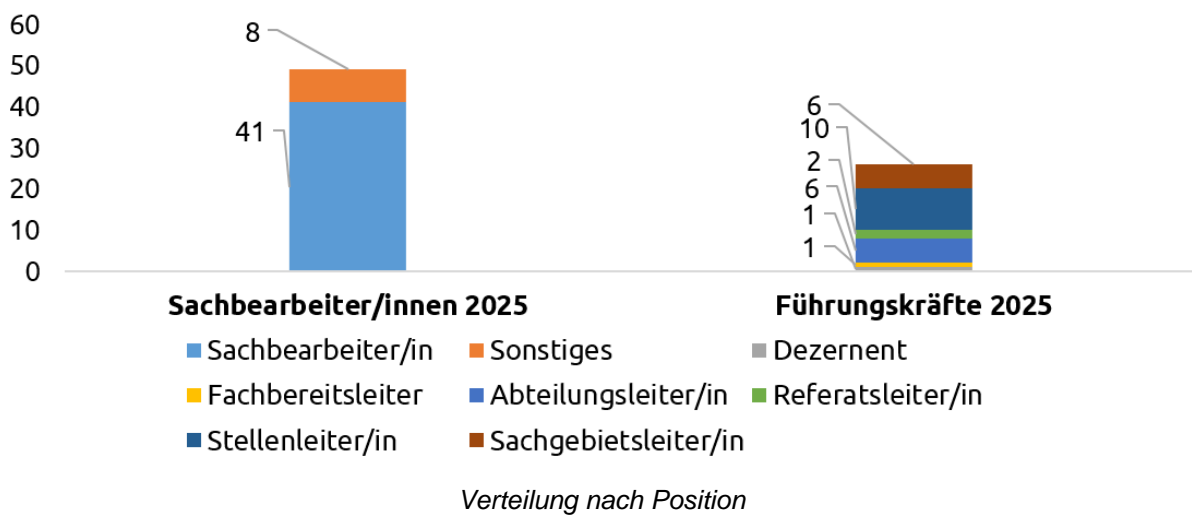 60
50
40
30
20
10
0
8
41
6
10
2
6
1
1
Sachbearbeiter/innen 2025
Führungskräfte 2025
Sachbearbeiter/in Sonstiges Dezernent
Fachbereitsleiter Abteilungsleiter/in Referatsleiter/in
Stellenleiter/in Sachgebietsleiter/in
Verteilung nach Position